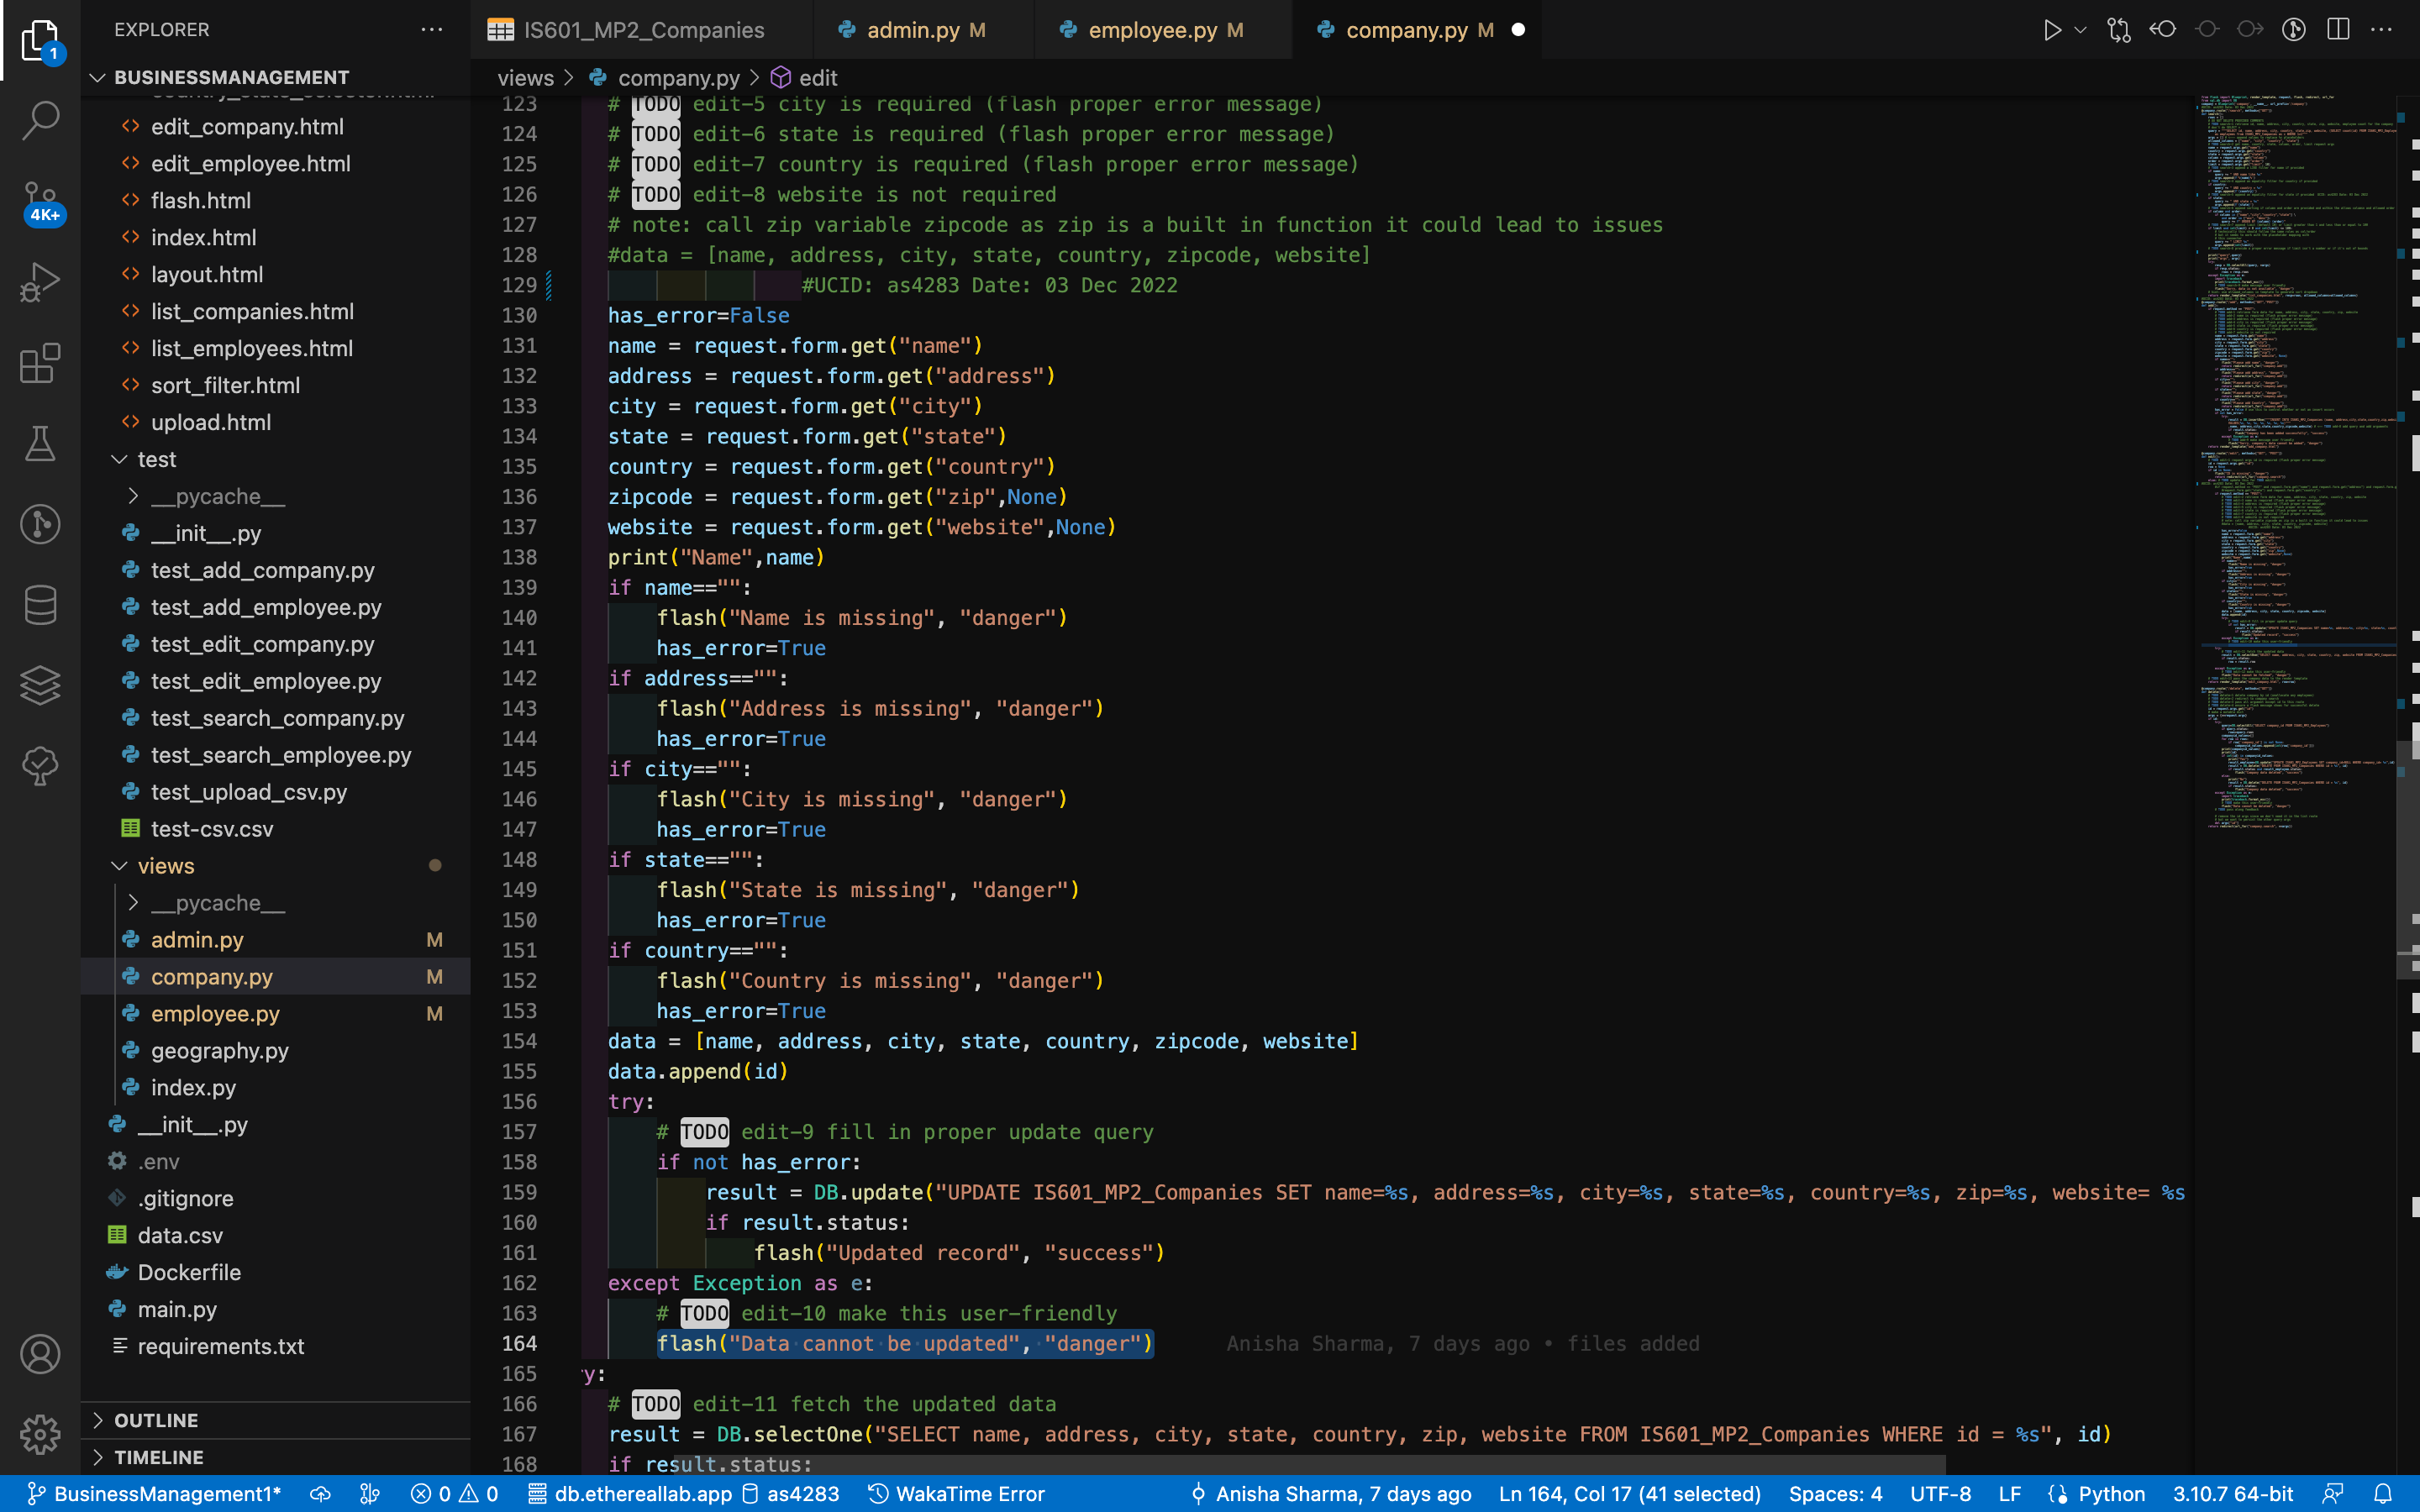 EXPLORER
BUSINESSMANAGEMENT
edit_company.html
edit_employee.html
flash.html
index.html
layout.html
list_companies.html
list_employees.html
sort_filter.html
upload.html
test
__pycache__
__init__.py
test_add_company.py
test_add_employee.py
test_edit_company.py
test_edit_employee.py
test_search_company.py
test_search_employee.py
test_upload_csv.py
test-csv.csv
views
__pycache__
admin.py M
company.py M
employee.py M
geography.py
index.py
__init__.py
.env
.gitignore
data.csv
Dockerfile
main.py
requirements.txt
OUTLINE
TIMELINE
1
4K+
IS601_MP2_Companies
admin.py M
employee.py M
company.py M
views > company.py > edit
123 # TODO edit-5 city is required (flash proper error message)
124 # TODO edit-6 state is required (flash proper error message)
125 # TODO edit-7 country is required (flash proper error message)
126 # TODO edit-8 website is not required
127 # note: call zip variable zipcode as zip is a built in function it could lead to issues
128 #data = [name, address, city, state, country, zipcode, website]
129 #UCID: as4283 Date: 03 Dec 2022
130 has_error=False
131 name = request.form.get("name")
132 address = request.form.get("address")
133 city = request.form.get("city")
134 state = request.form.get("state")
135 country = request.form.get("country")
136 zipcode = request.form.get("zip",None)
137 website = request.form.get("website",None)
138 print("Name",name)
139 if name=="":
140 flash("Name is missing", "danger")
141 has_error=True
142 if address=="":
143 flash("Address is missing", "danger")
144 has_error=True
145 if city=="":
146 flash("City is missing", "danger")
147 has_error=True
148 if state=="":
149 flash("State is missing", "danger")
150 has_error=True
151 if country=="":
152 flash("Country is missing", "danger")
153 has_error=True
154 data = [name, address, city, state, country, zipcode, website]
155 data.append(id)
156 try:
157 # TODO edit-9 fill in proper update query
158 if not has_error:
159 result = DB.update("UPDATE IS601_MP2_Companies SET name=%s, address=%s, city=%s, state=%s, country=%s, zip=%s, website= %s
160 if result.status:
161 flash("Updated record", "success")
162 except Exception as e:
163 # TODO edit-10 make this user-friendly
164 flash("Data cannot be updated", "danger") Anisha Sharma, 7 days ago • files added
165 y:
166 # TODO edit-11 fetch the updated data
167 result = DB.selectOne("SELECT name, address, city, state, country, zip, website FROM IS601_MP2_Companies WHERE id = %s", id)
168 if result.status:
BusinessManagement1* 0 0 db.ethereallab.app as4283 WakaTime Error Anisha Sharma, 7 days ago Ln 164, Col 17 (41 selected) Spaces: 4 UTF-8 LF Python 3.10.7 64-bit